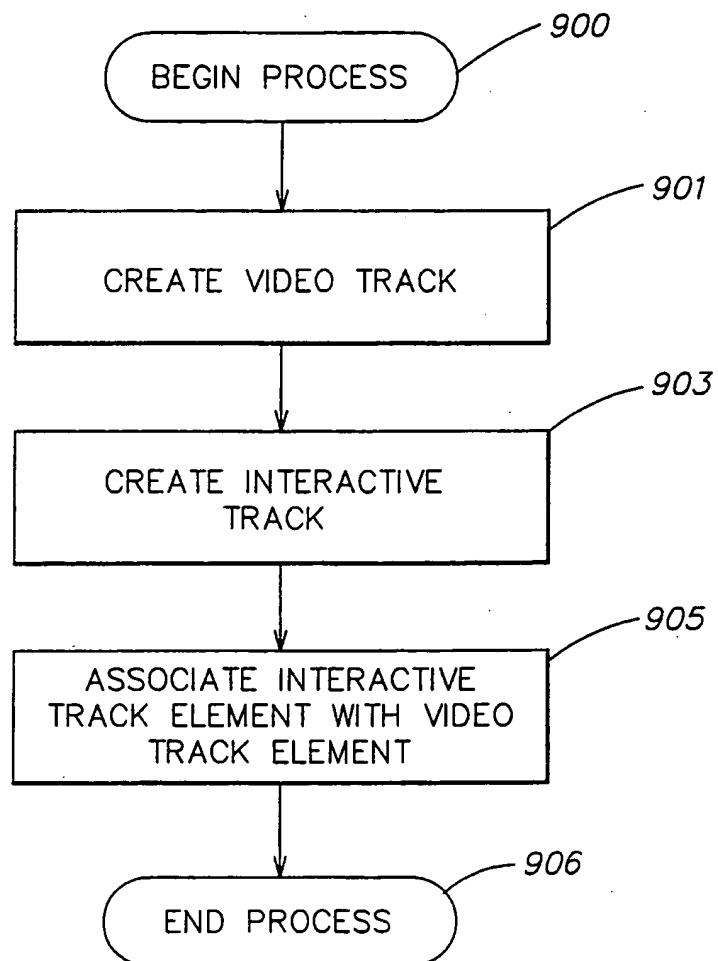 900
BEGIN PROCESS
901
CREATE VIDEO TRACK
903
CREATE INTERACTIVE
TRACK
905
ASSOCIATE INTERACTIVE
TRACK ELEMENT WITH VIDEO
TRACK ELEMENT
906
END PROCESS